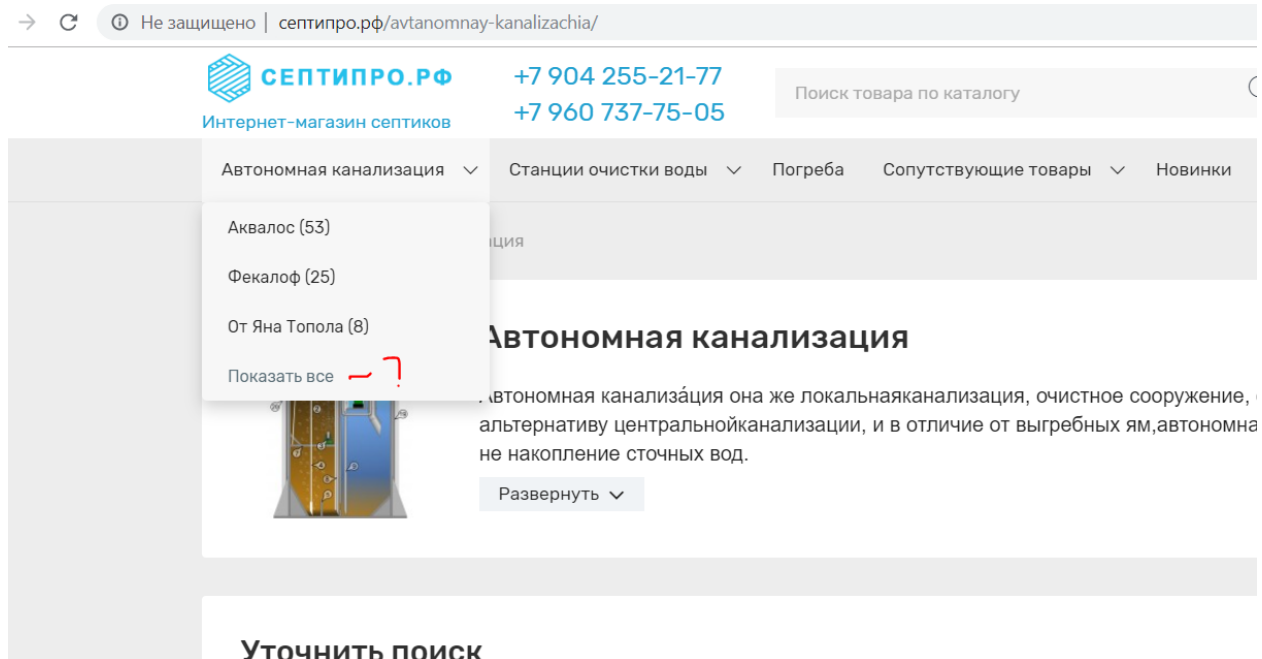 Не защищено | септипро.рф/avtanomnay-kanalizachia/
СЕПТИПРО.РФ
Интернет-магазин септиков
+7 904 255-21-77
+7 960 737-75-05
Поиск товара по каталогу
Автономная канализация Станции очистки воды Погреба Сопутствующие товары Новинки
Аквалос (53)
Фекалоф (25)
От Яна Топола (8)
Показать все
ция
Автономная канализация
Автономная канализа́ция она же локальнаяканализация, очистное сооружение,
альтернативу центральнойканализации, и в отличие от выгребных ям,автономна
не накопление сточных вод.
Развернуть
Уточнить поиск